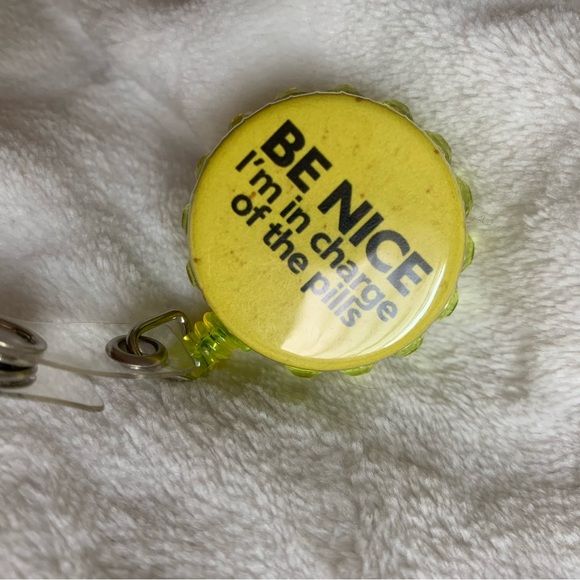 BE NICE
I'm in charge
of the pills